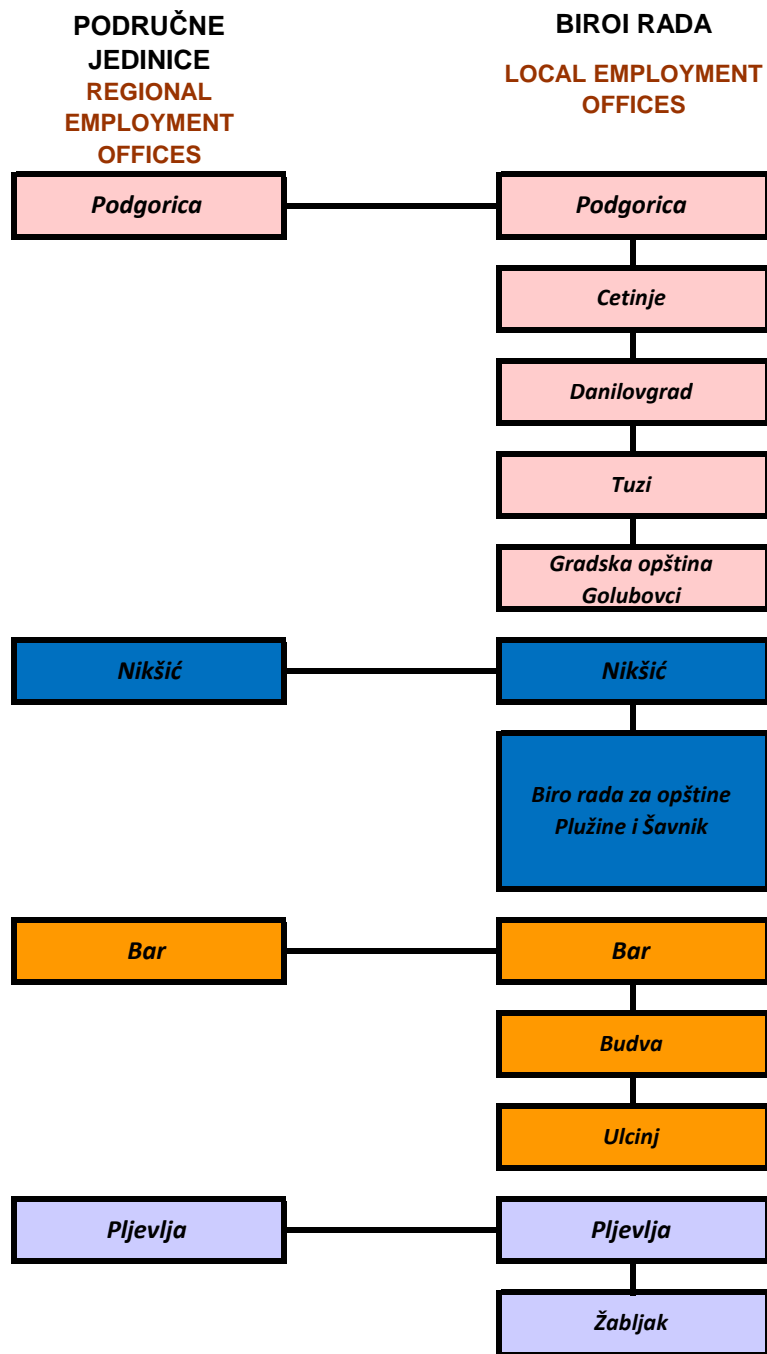 PODRUČNE
JEDINICE
REGIONAL
EMPLOYMENT
OFFICES
BIROI RADA
LOCAL EMPLOYMENT
OFFICES
Podgorica
Podgorica
Cetinje
Danilovgrad
Tuzi
Gradska opština
Golubovci
Nikšić
Nikšić
Biro rada za opštine
Plužine i Šavnik
Bar
Bar
Budva
Ulcinj
Pljevlja
Pljevlja
Žabljak